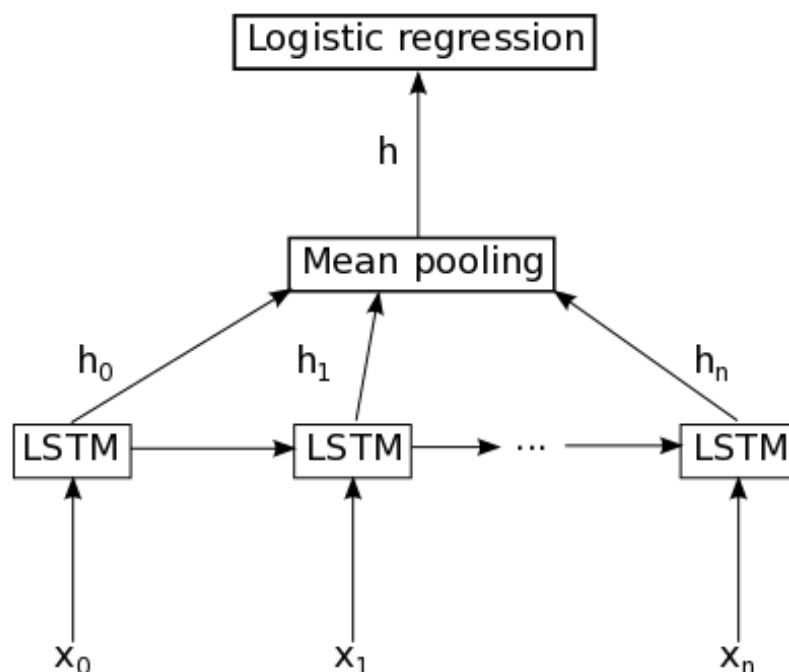 Logistic regression
h
Mean pooling
h₀ h₁ hₙ
LSTM LSTM ... LSTM
x₀ x₁ xₙ